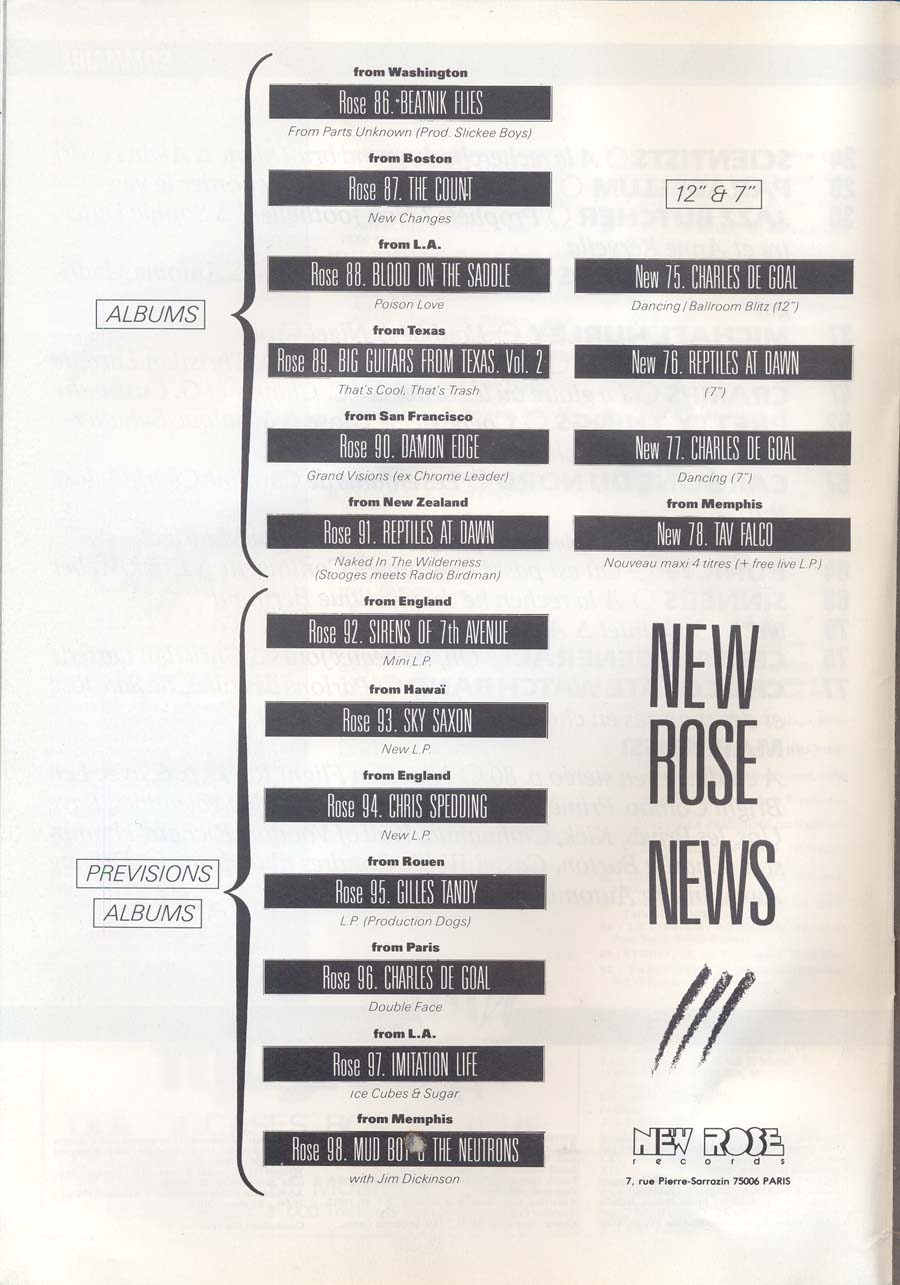 ALBUMS
from Washington
Rose 86. BEATNIK FLIES
From Parts Unknown (Prod. Slickee Boys)
from Boston
Rose 87. THE COUNT
New Changes
from L.A.
Rose 88. BLOOD ON THE SADDLE
Poison Love
from Texas
Rose 89. BIG GUITARS FROM TEXAS. Vol. 2
That's Cool, That's Trash
from San Francisco
Rose 90. DAMON EDGE
Grand Visions (ex Chrome Leader)
from New Zealand
Rose 91. REPTILES AT DAWN
Naked In The Wilderness
(Stooges meets Radio Birdman)
PREVISIONS
ALBUMS
from England
Rose 92. SIRENS OF 7th AVENUE
Mini L.P.
from Hawaï
Rose 93. SKY SAXON
New L.P.
from England
Rose 94. CHRIS SPEDDING
New L.P.
from Rouen
Rose 95. GILLES TANDY
L.P. (Production Dogs)
from Paris
Rose 96. CHARLES DE GOAL
Double Face
from L.A.
Rose 97. IMITATION LIFE
Ice Cubes & Sugar
from Memphis
Rose 98. MUD BOY & THE NEUTRONS
with Jim Dickinson
12" & 7"
New 75. CHARLES DE GOAL
Dancing / Ballroom Blitz (12")
New 76. REPTILES AT DAWN
(7")
New 77. CHARLES DE GOAL
Dancing (7")
from Memphis
New 78. TAV FALCO
Nouveau maxi 4 titres (+ free live L.P.)
NEW
ROSE
NEWS
NEW ROSE
records
7, rue Pierre-Sarrazin 75006 PARIS